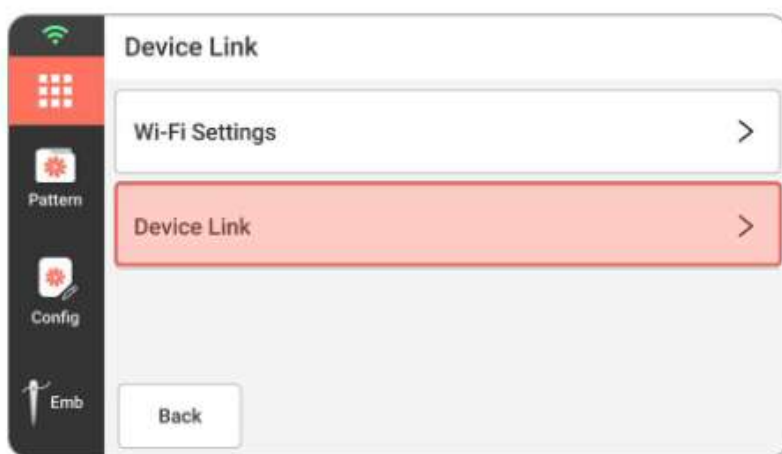 Device Link
Wi-Fi Settings
Pattern
Device Link
Config
Emb
Back